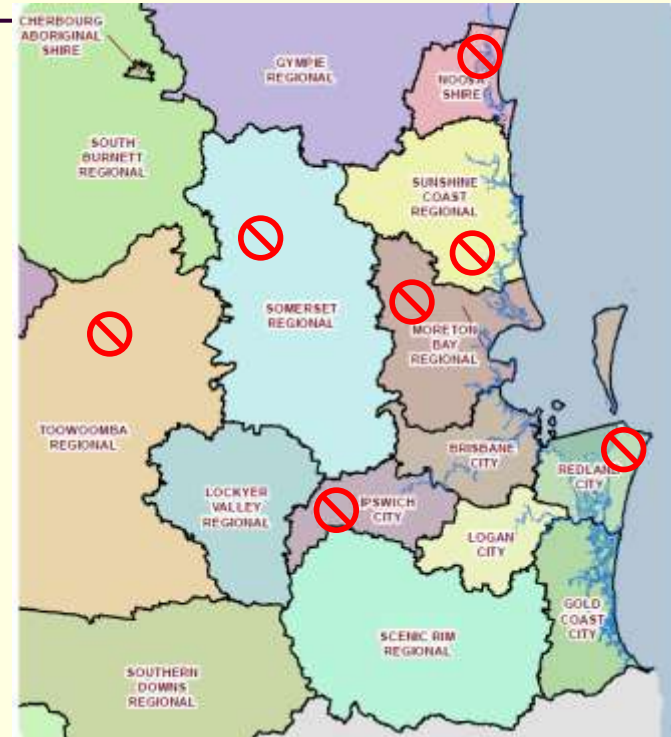 CHERBOURG
ABORIGINAL
SHIRE
GYMPIE
REGIONAL
NOOSA
SHIRE
SOUTH
BURNETT
REGIONAL
SUNSHINE
COAST
REGIONAL
SOMERSET
REGIONAL
MORETON
BAY
REGIONAL
TOOWOOMBA
REGIONAL
BRISBANE
CITY
REDLAND
CITY
LOCKYER
VALLEY
REGIONAL
IPSWICH
CITY
LOGAN
CITY
GOLD
COAST
CITY
SCENIC RIM
REGIONAL
SOUTHERN
DOWNS
REGIONAL